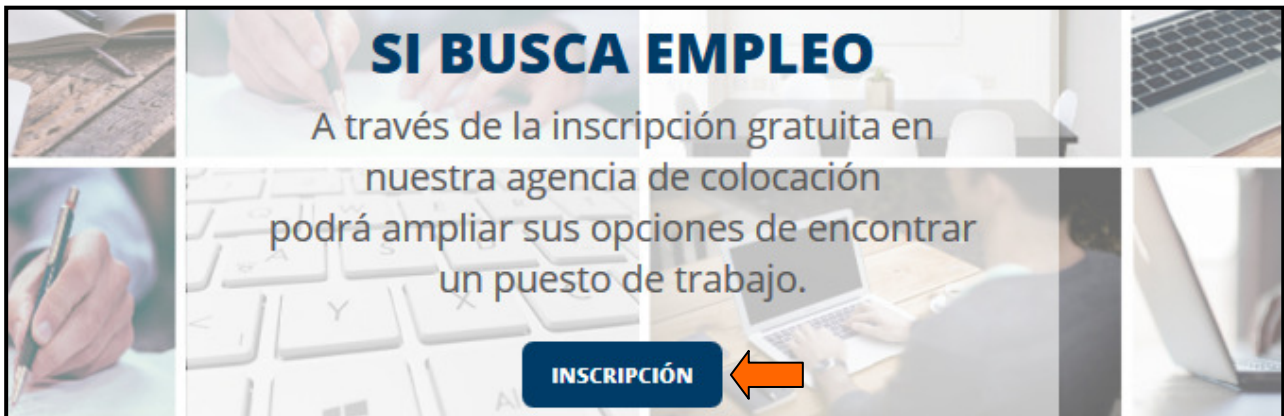 SI BUSCA EMPLEO
A través de la inscripción gratuita en
nuestra agencia de colocación
podrá ampliar sus opciones de encontrar
un puesto de trabajo.
INSCRIPCIÓN